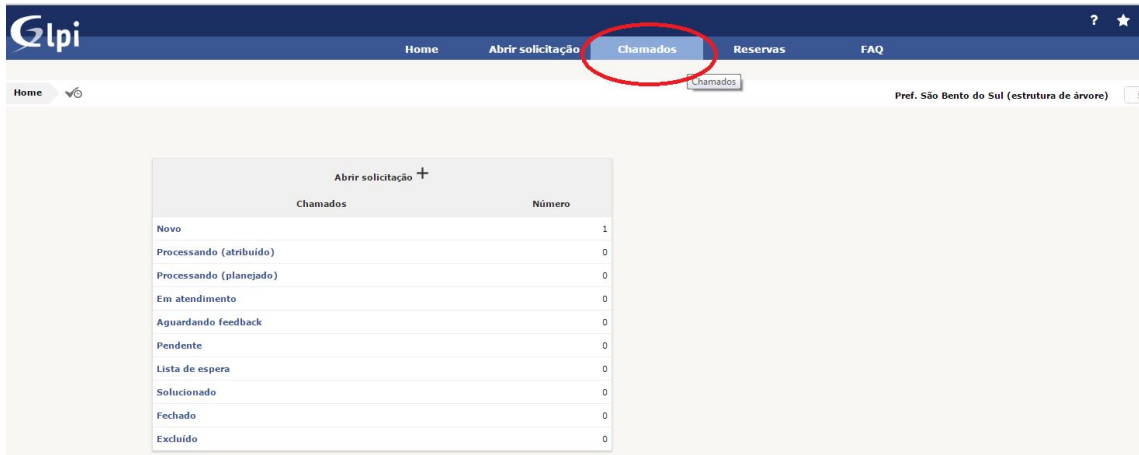 Glpi
? ★
Home Abrir solicitação Chamados Reservas FAQ
Chamados
Home Pref. São Bento do Sul (estrutura de árvore)
Abrir solicitação +
Chamados Número
Novo 1
Processando (atribuído) 0
Processando (planejado) 0
Em atendimento 0
Aguardando feedback 0
Pendente 0
Lista de espera 0
Solucionado 0
Fechado 0
Excluído 0